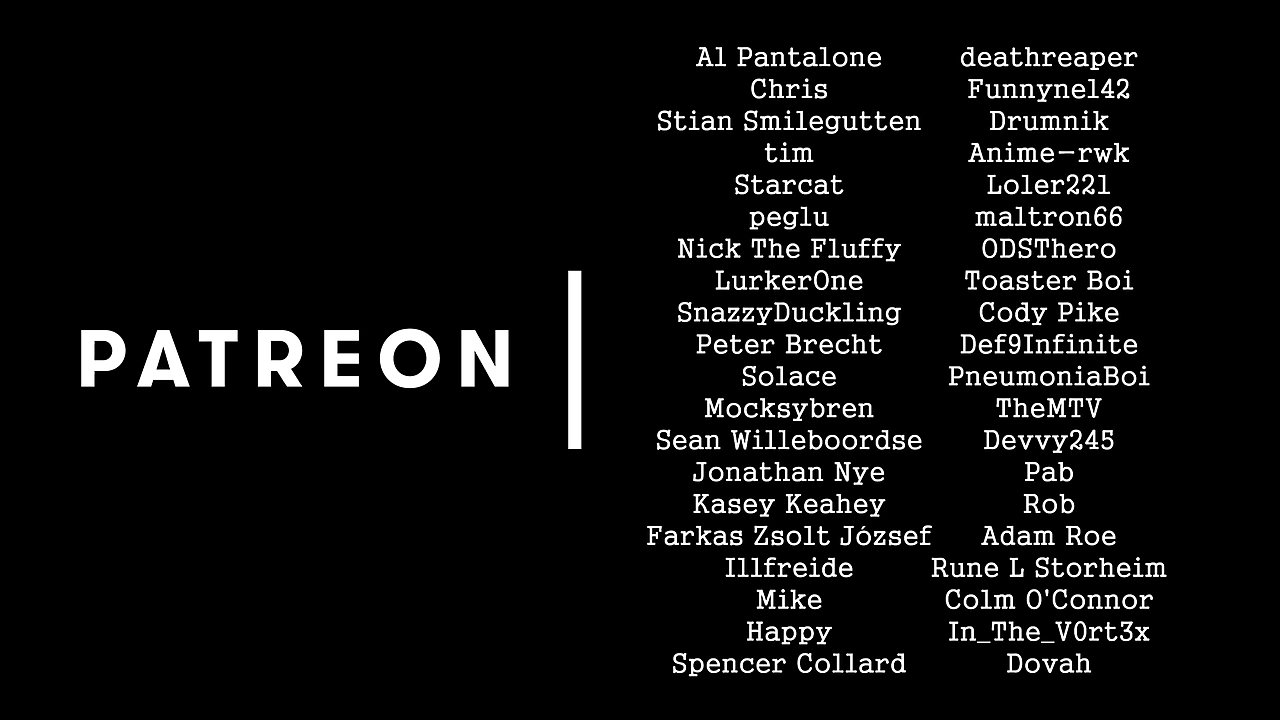 PATREON
Al Pantalone
Chris
Stian Smilegutten
tim
Starcat
peglu
Nick The Fluffy
LurkerOne
SnazzyDuckling
Peter Brecht
Solace
Mocksybren
Sean Willeboordse
Jonathan Nye
Kasey Keahey
Farkas Zsolt József
Illfreide
Mike
Happy
Spencer Collard
deathreaper
Funnynel42
Drumnik
Anime-rwk
Loler22l
maltron66
ODSThero
Toaster Boi
Cody Pike
Def9Infinite
PneumoniaBoi
TheMTV
Devvy245
Pab
Rob
Adam Roe
Rune L Storheim
Colm O'Connor
In_The_V0rt3x
Dovah